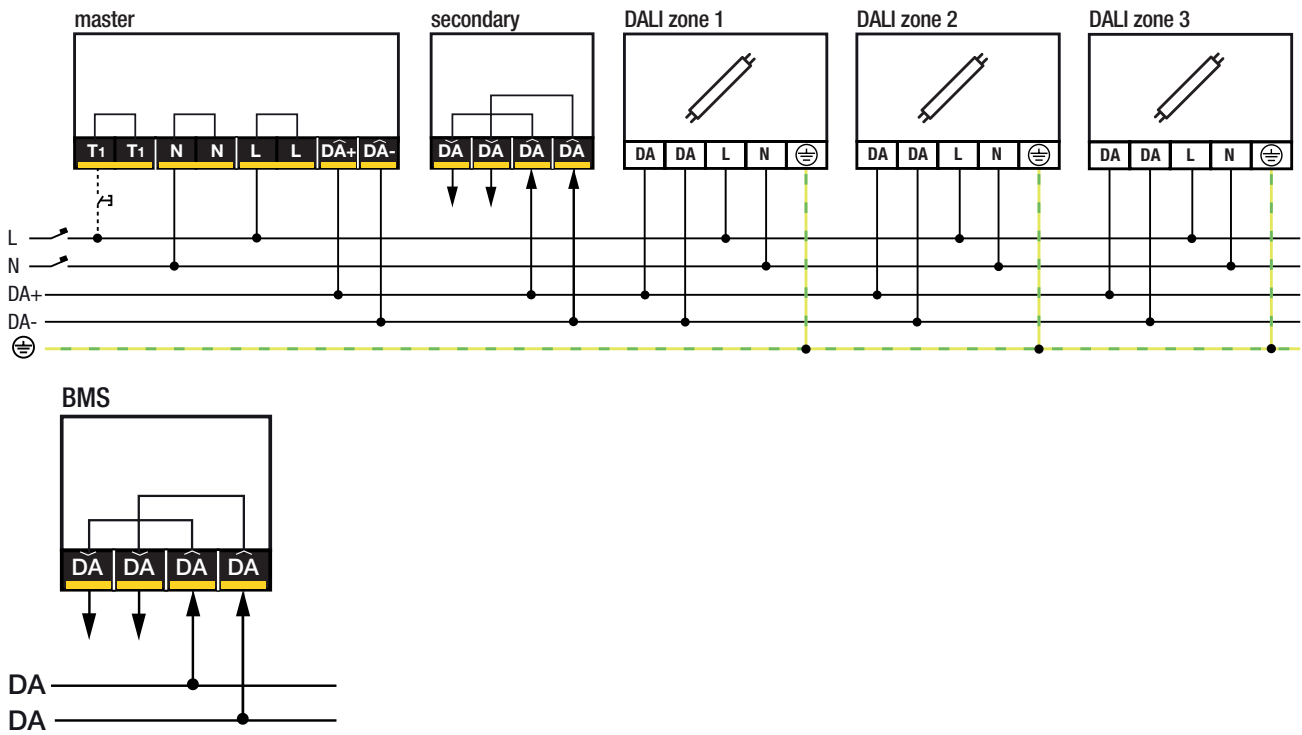 master secondary DALI zone 1 DALI zone 2 DALI zone 3
T1 T1 N N L L DA+ DA- DA DA DA DA DA DA L N DA DA L N DA DA L N
L
N
DA+
DA-
BMS
DA DA DA DA
DA
DA